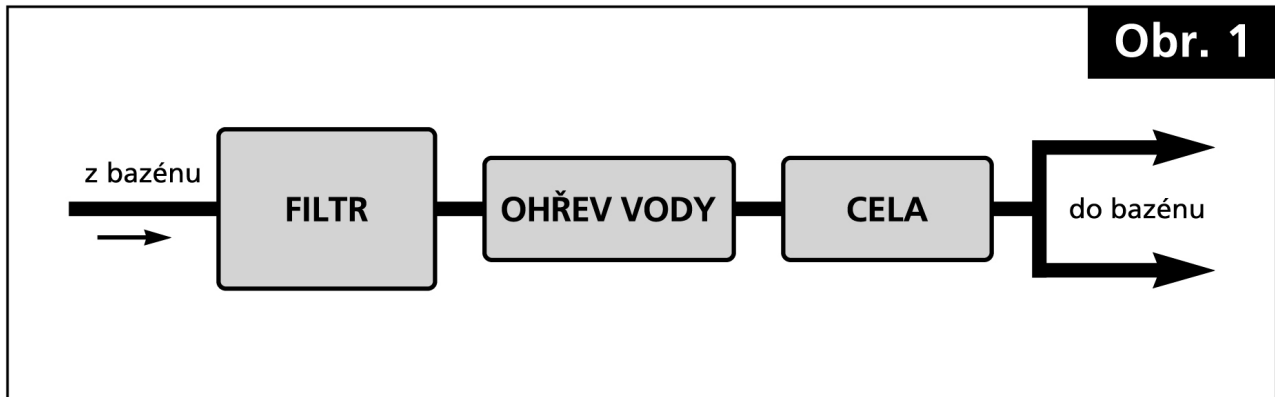 Obr. 1
z bazénu
FILTR
OHŘEV VODY
CELA
do bazénu